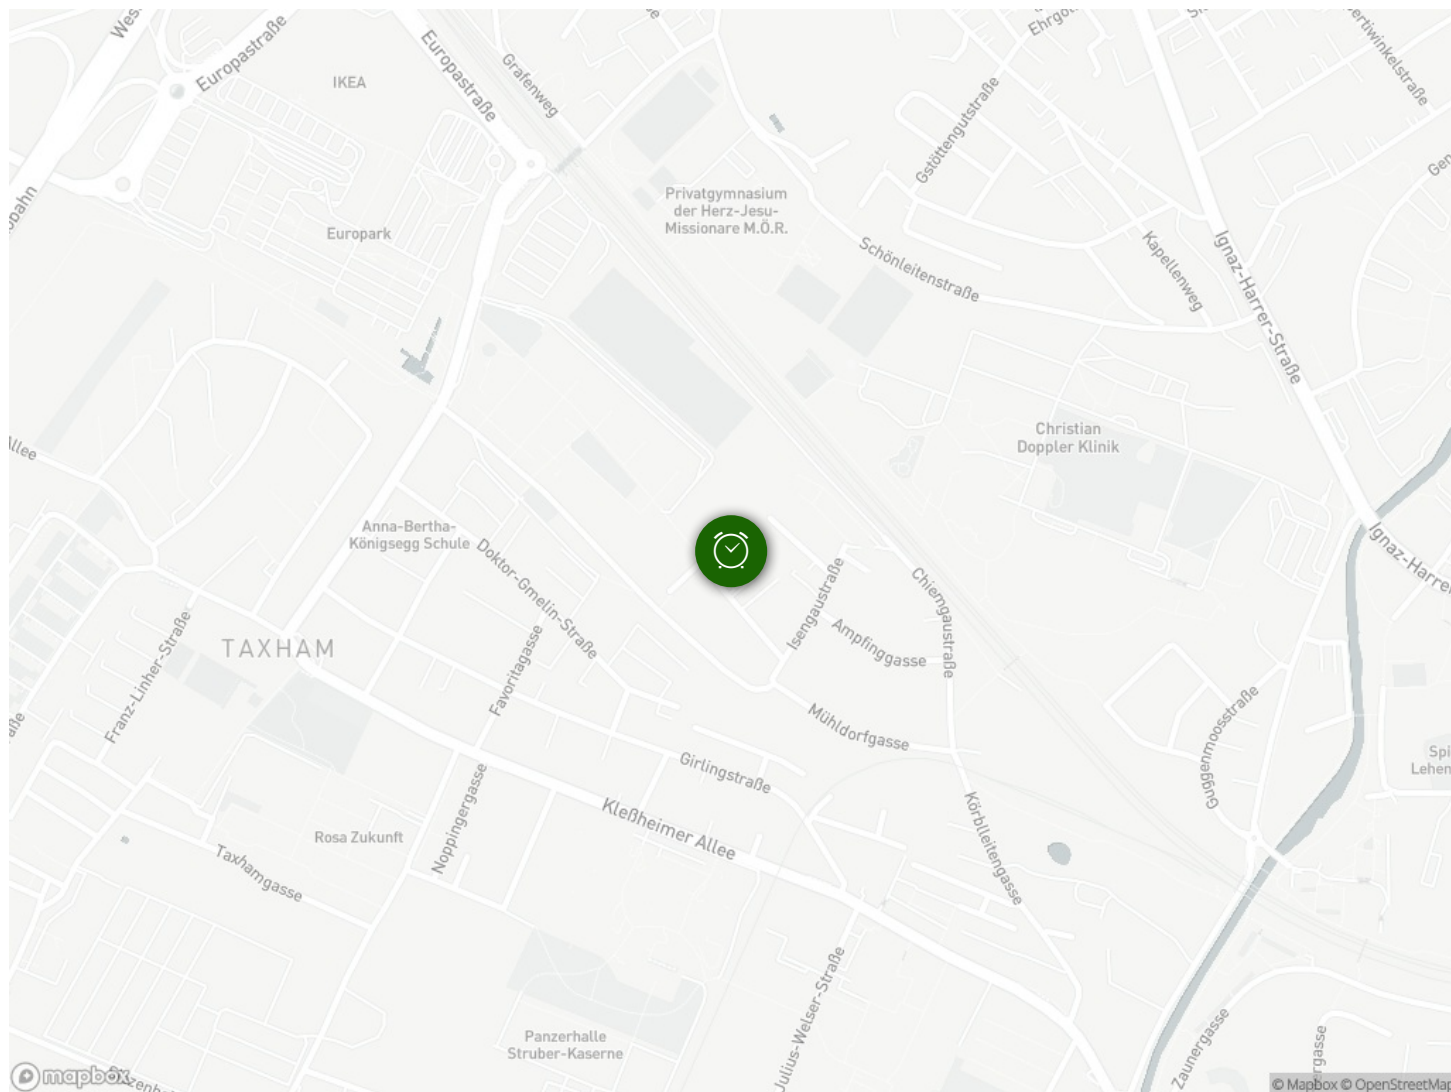 Europastraße
Europastraße
Grafenweg
IKEA
Privatgymnasium
der Herz-Jesu-
Missionare M.Ö.R.
Gstöttengutstraße
Europark
Schönleitenstraße
Kapellenweg
Ignaz-Harrer-Straße
Christian
Doppler Klinik
Allee
Anna-Bertha-
Königsegg Schule
Doktor-Gmelin-Straße
Isengaustraße
Chiemgaustraße
Ampfinggasse
TAXHAM
Franz-Linher-Straße
Favoritagasse
Mühldorfgasse
Guggenmoosstraße
Girlingstraße
Kleßheimer Allee
Noppingergasse
Körblleitengasse
Rosa Zukunft
Taxhamgasse
Julius-Welser-Straße
Panzerhalle
Struber-Kaserne
Zaunergasse
mapbox
© Mapbox © OpenStreetMap